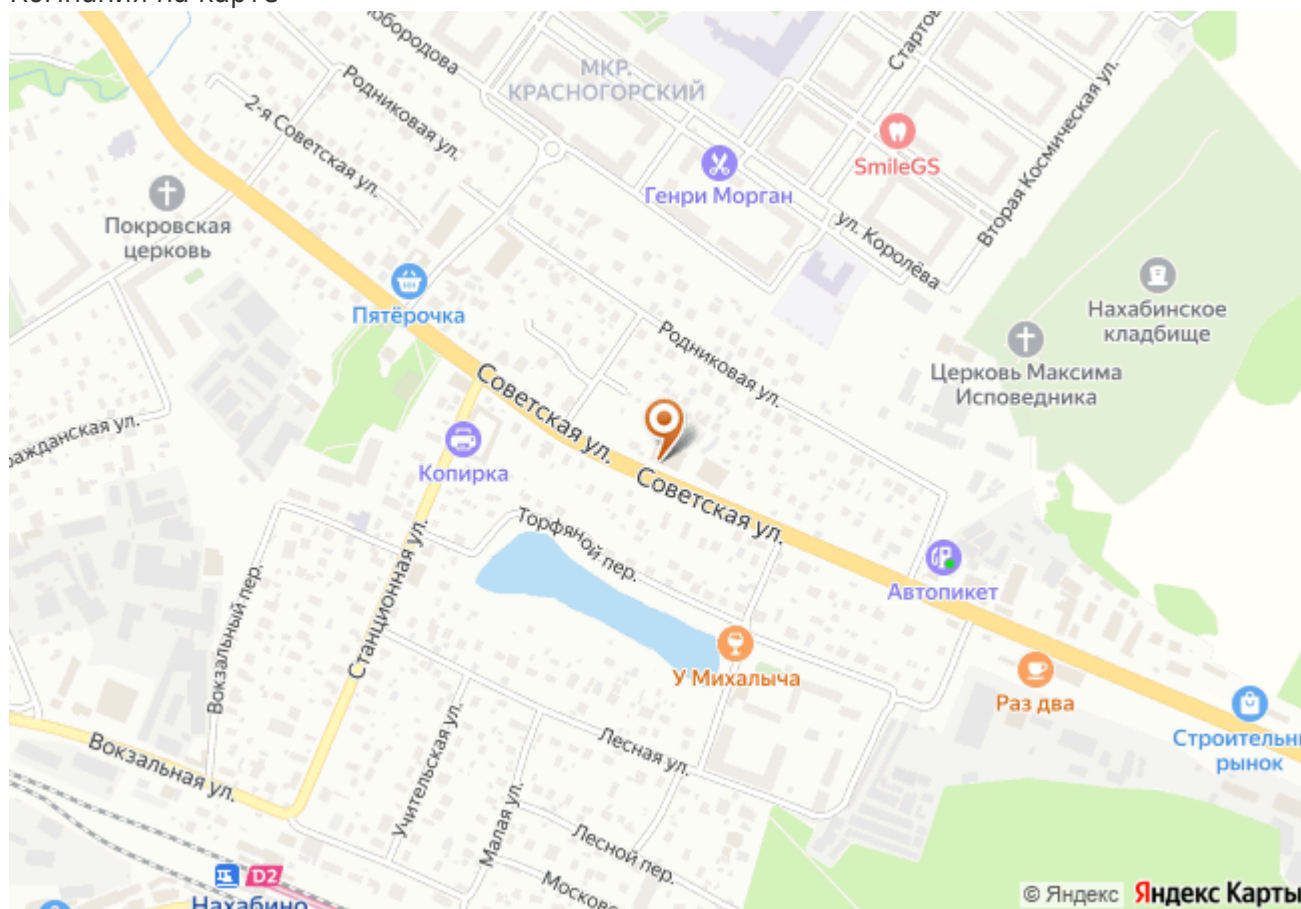 МКР.
КРАСНОГОРСКИЙ
Родниковая ул.
2-я Советская ул.
Вторая Космическая ул.
SmileGS
Генри Морган
ул. Королёва
Покровская
церковь
Пятёрочка
Нахабинское
кладбище
Родниковая ул.
Церковь Максима
Исповедника
Советская ул.
Советская ул.
Копирка
Торфяной пер.
Автопикет
Вокзальный пер.
Станционная ул.
У Михалыча
Раз два
рынок
Вокзальная ул.
Учительская ул.
Лесная ул.
Малая ул.
Лесной пер.
D2
Нахабино
© Яндекс Яндекс Карты